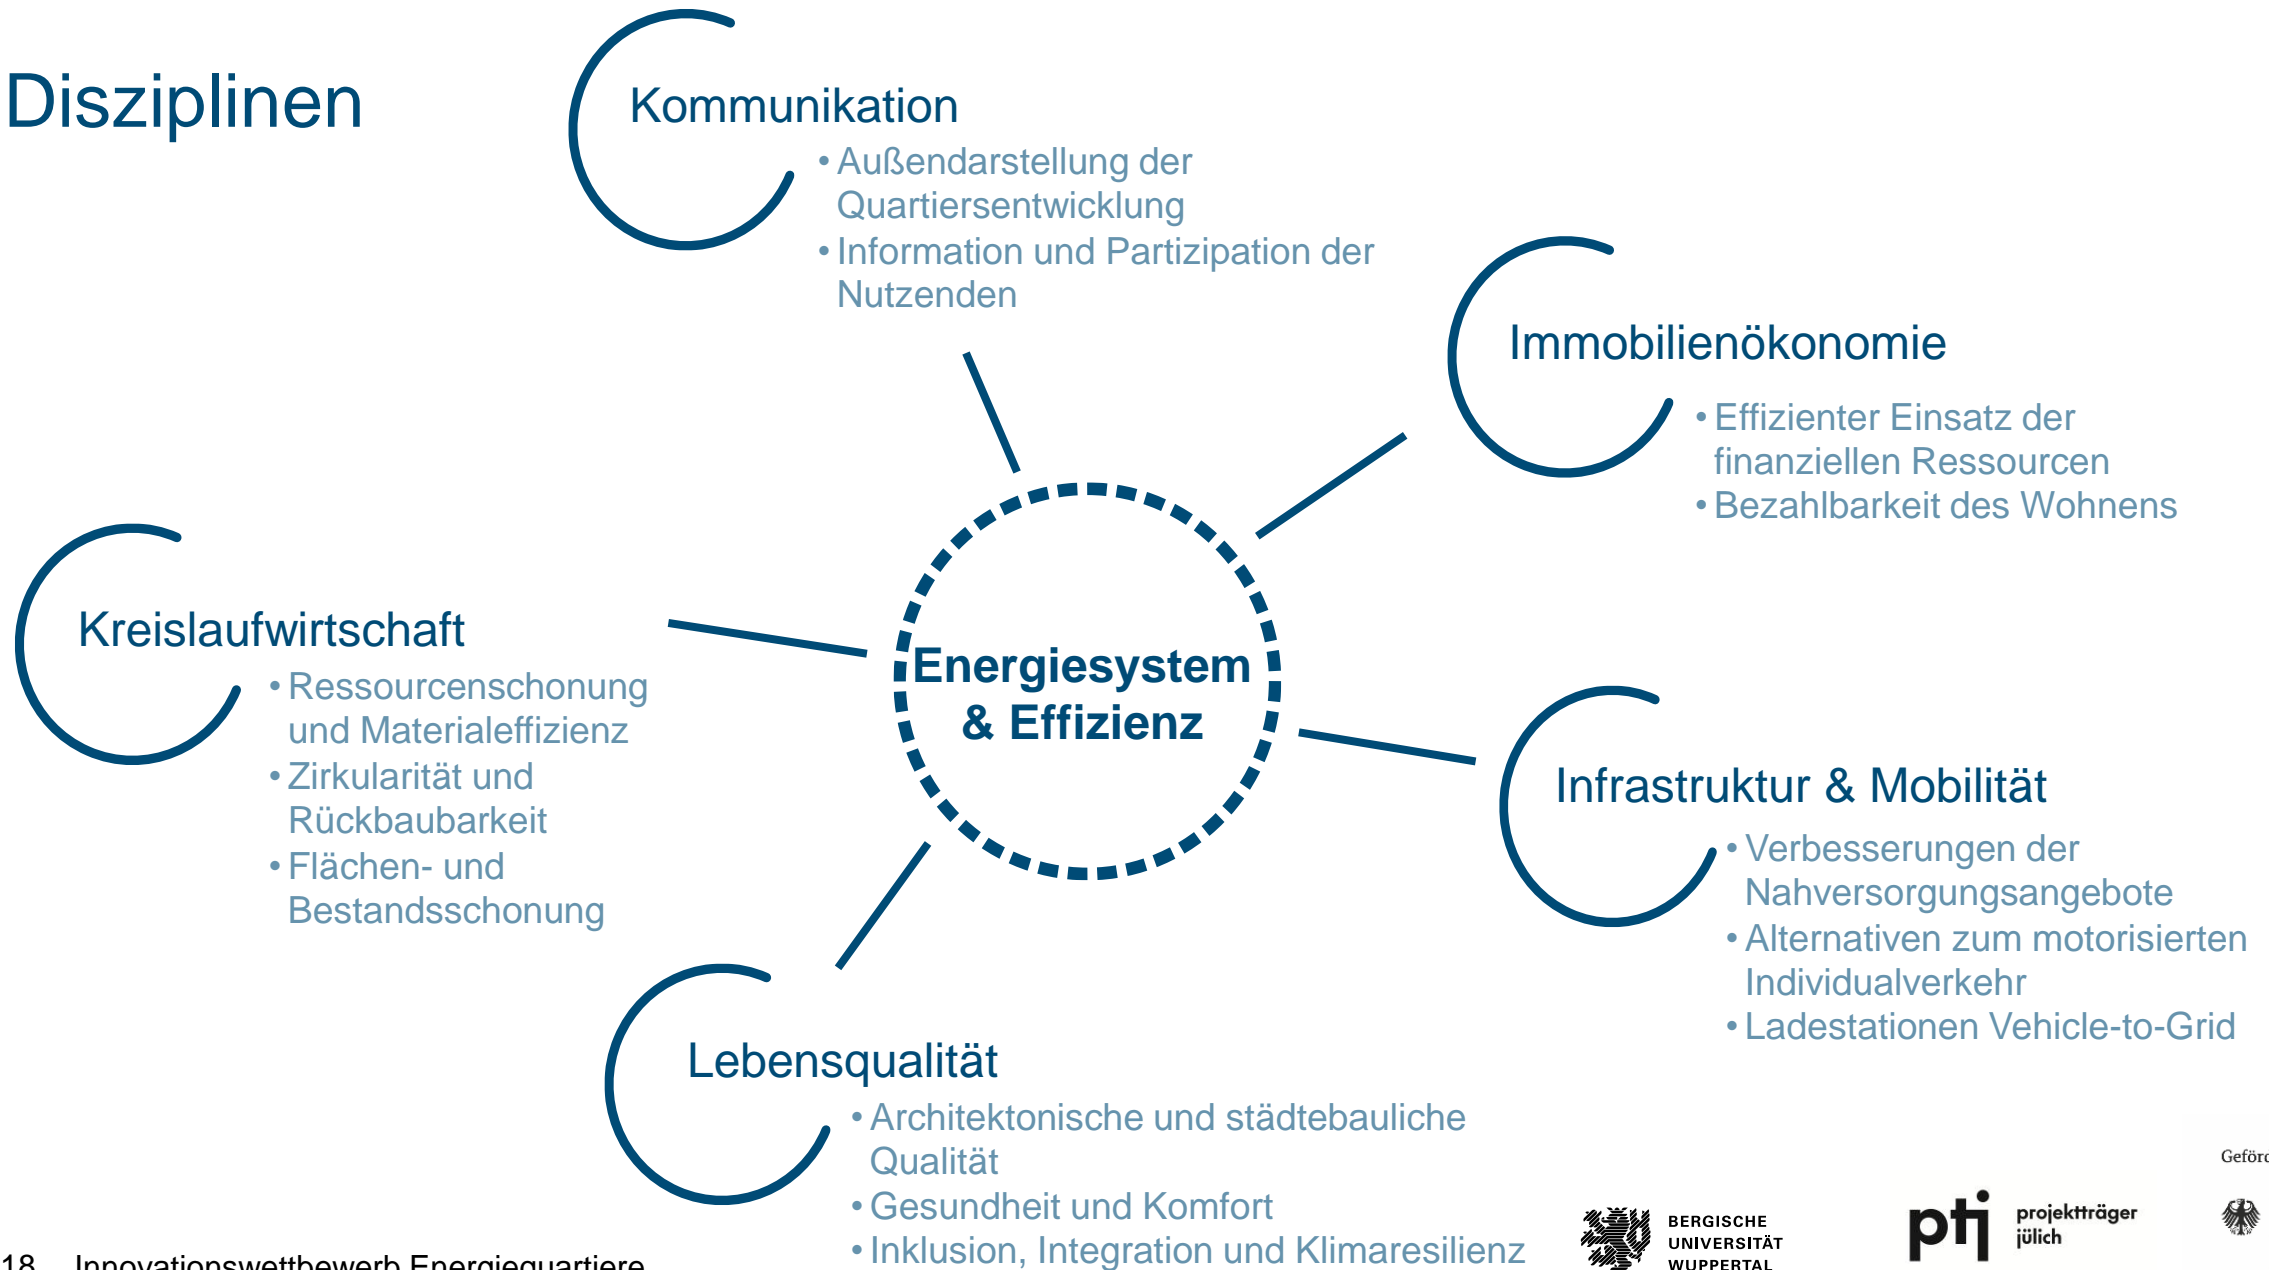 Disziplinen
Kommunikation
• Außendarstellung der
Quartiersentwicklung
• Information und Partizipation der
Nutzenden
Immobilienökonomie
• Effizienter Einsatz der
finanziellen Ressourcen
• Bezahlbarkeit des Wohnens
Kreislaufwirtschaft
• Ressourcenschonung
und Materialeffizienz
• Zirkularität und
Rückbaubarkeit
• Flächen- und
Bestandsschonung
Energiesystem
& Effizienz
Infrastruktur & Mobilität
• Verbesserungen der
Nahversorgungsangebote
• Alternativen zum motorisierten
Individualverkehr
• Ladestationen Vehicle-to-Grid
Lebensqualität
• Architektonische und städtebauliche
Qualität
• Gesundheit und Komfort
• Inklusion, Integration und Klimaresilienz
18 Innovationswettbewerb Energiequartiere
BERGISCHE
UNIVERSITÄT
WUPPERTAL
ptj
projektträger
jülich